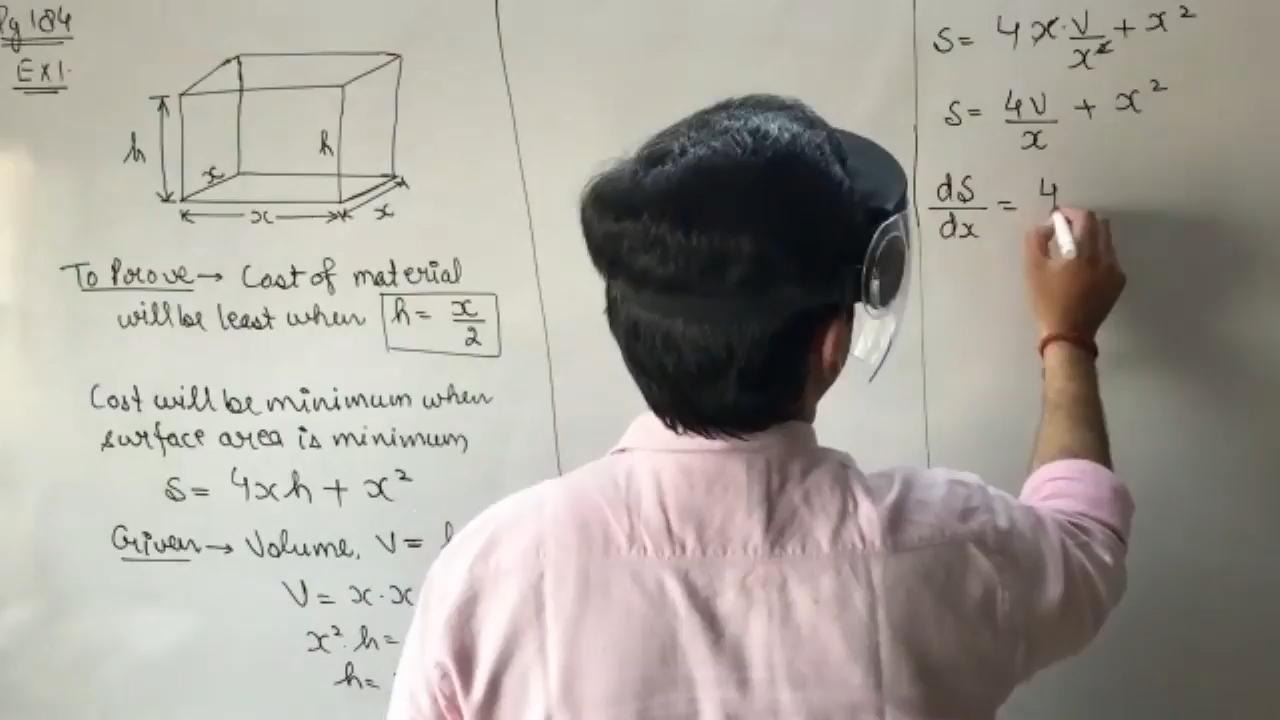 Pg 184
Ex1.
h
x
h
x
x
To Prove → Cost of material
will be least when h = x/2
Cost will be minimum when
surface area is minimum,
S = 4xh + x²
Given → Volume, V =
V = x·x
x²·h =
h =
S = 4x·V/x² + x²
S = 4V/x + x²
dS/dx = 4